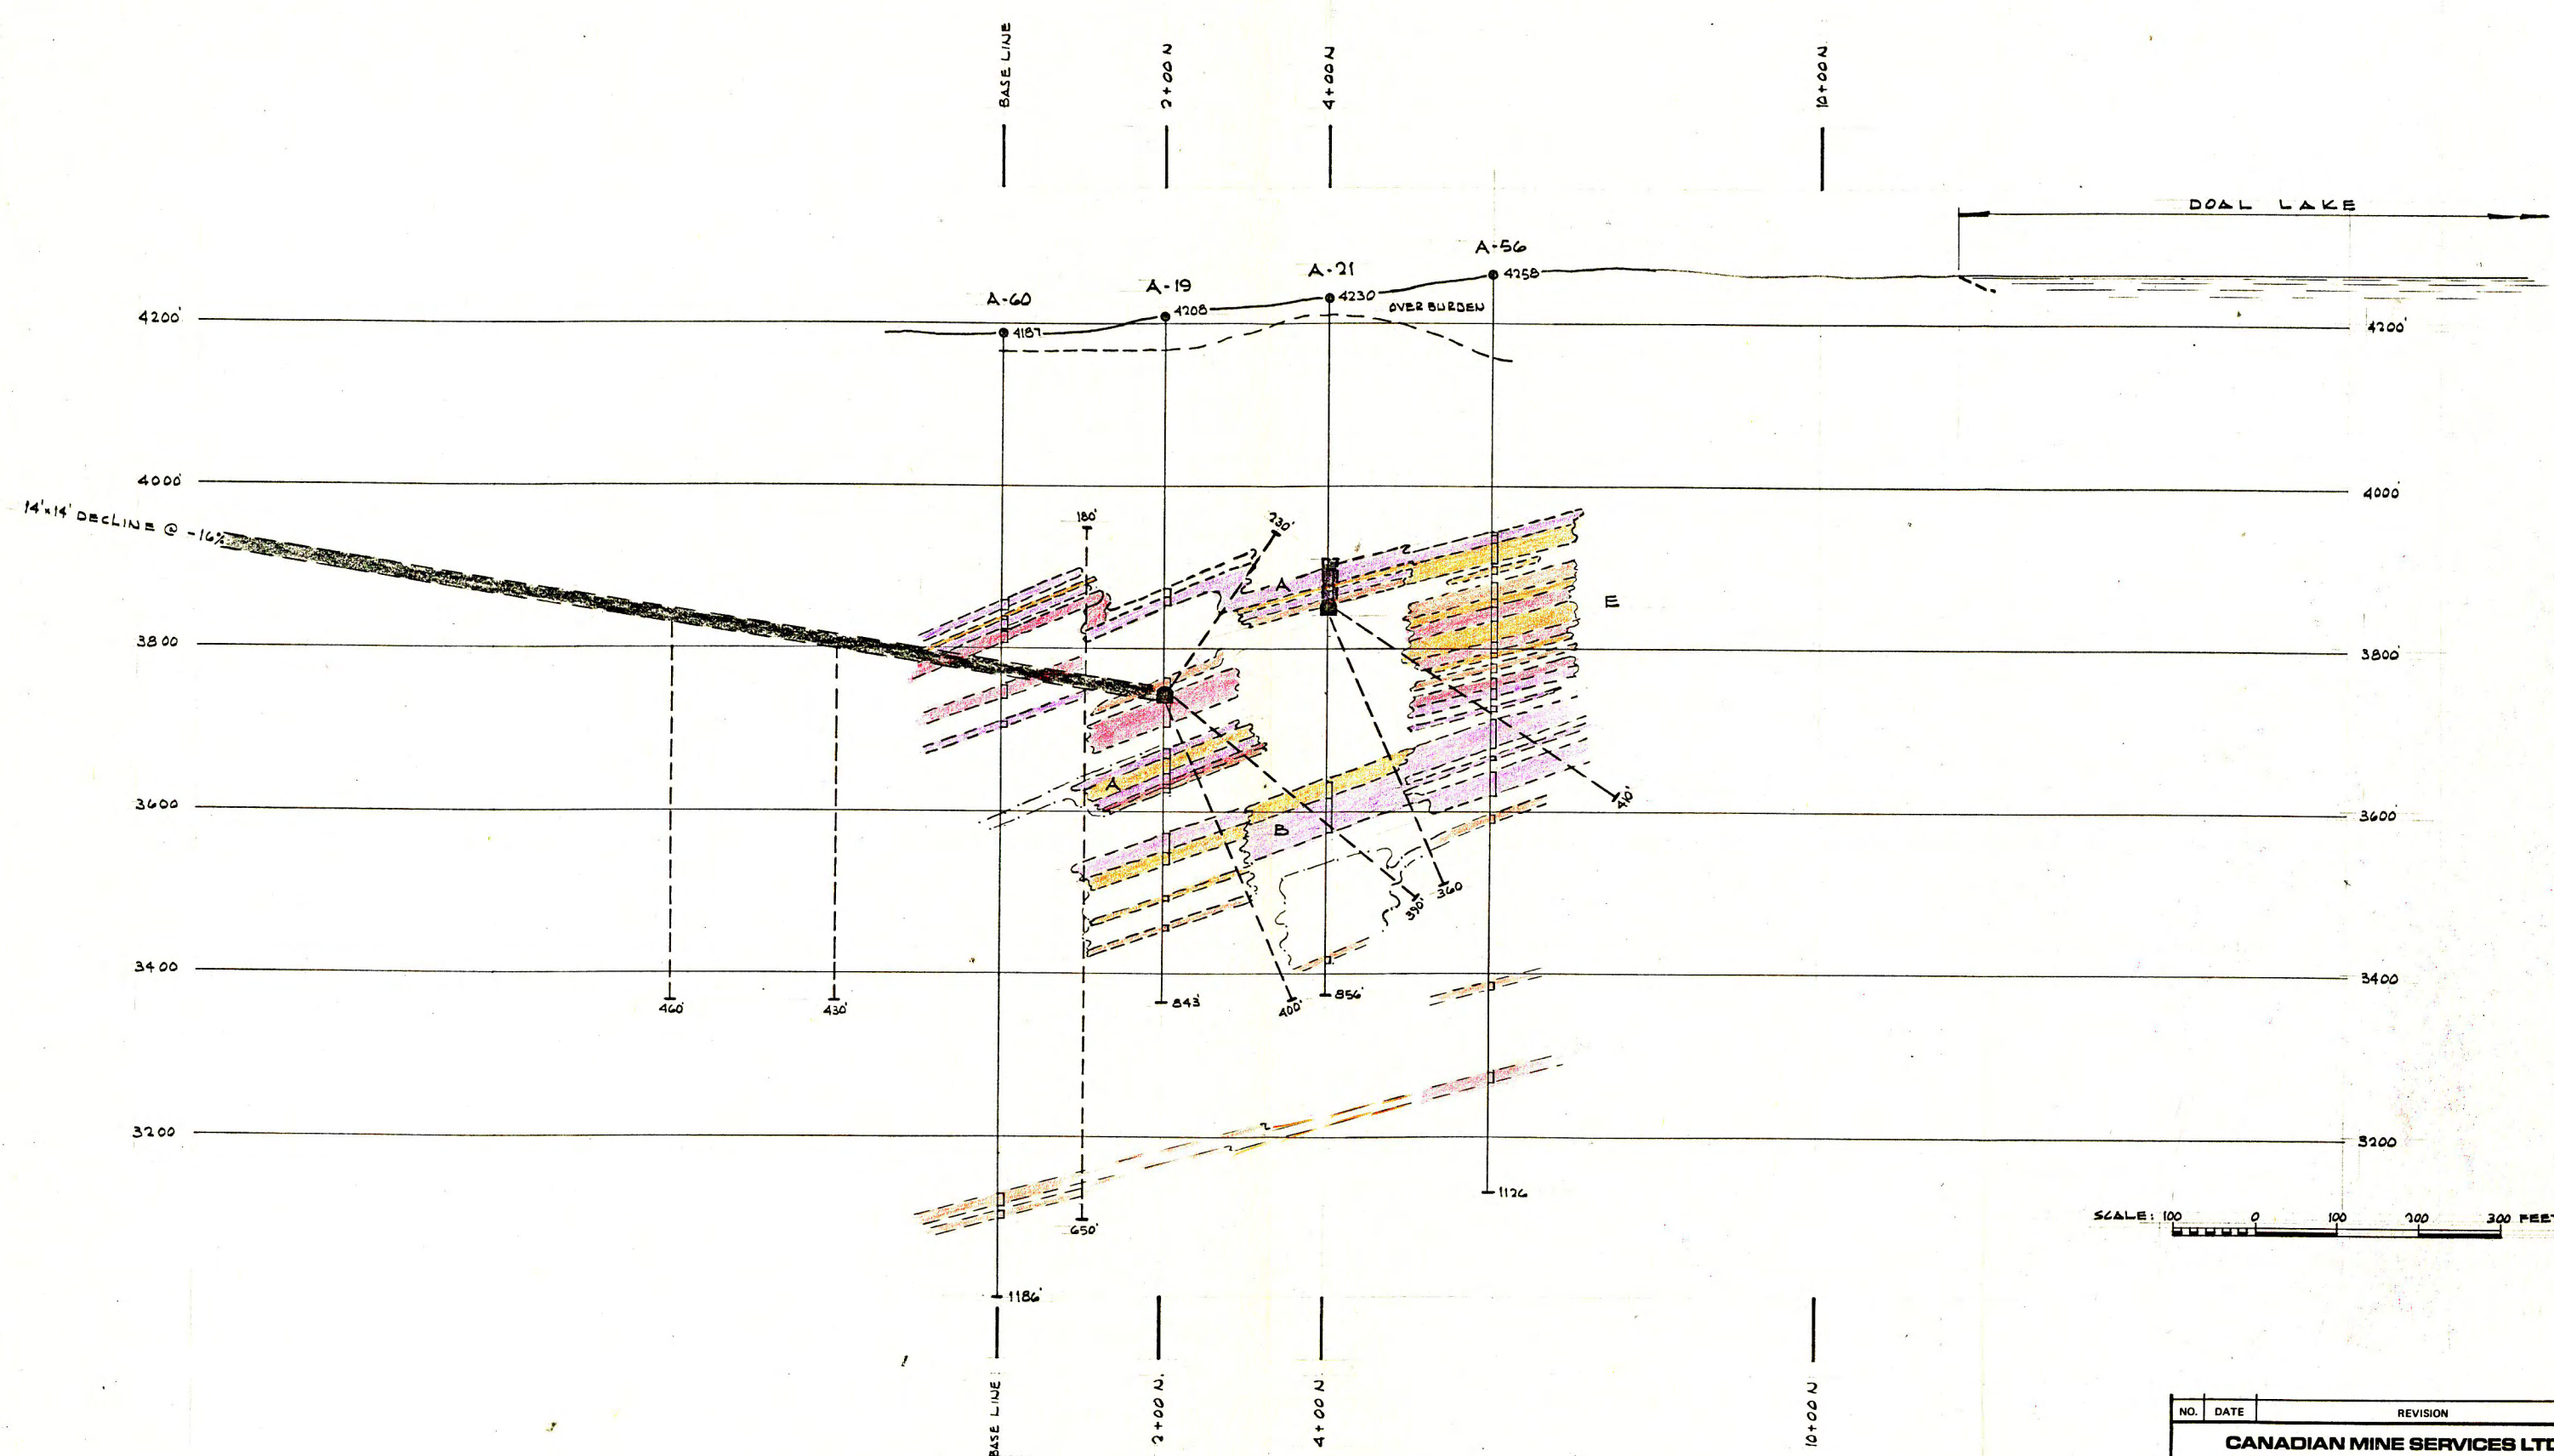 BASE LINE
2+00 N
4+00 N
10+00 N.
DOAL LAKE
A-56
4258
A-21
4230
A-19
4208
A-60
4187
OVERBURDEN
4200'
4200'
4000'
4000'
14'x14' DECLINE @ -16%
180'
230'
A
E
3800
3800'
A
B
3600
3600'
410'
360
390'
3400
3400
460'
430'
843'
400'
856'
3200
3200
1126
650'
1186'
SCALE: 100 0 100 200 300 FEET
BASE LINE
2+00 N.
4+00 N
10+00 N
NO. DATE REVISION
CANADIAN MINE SERVICES LTD